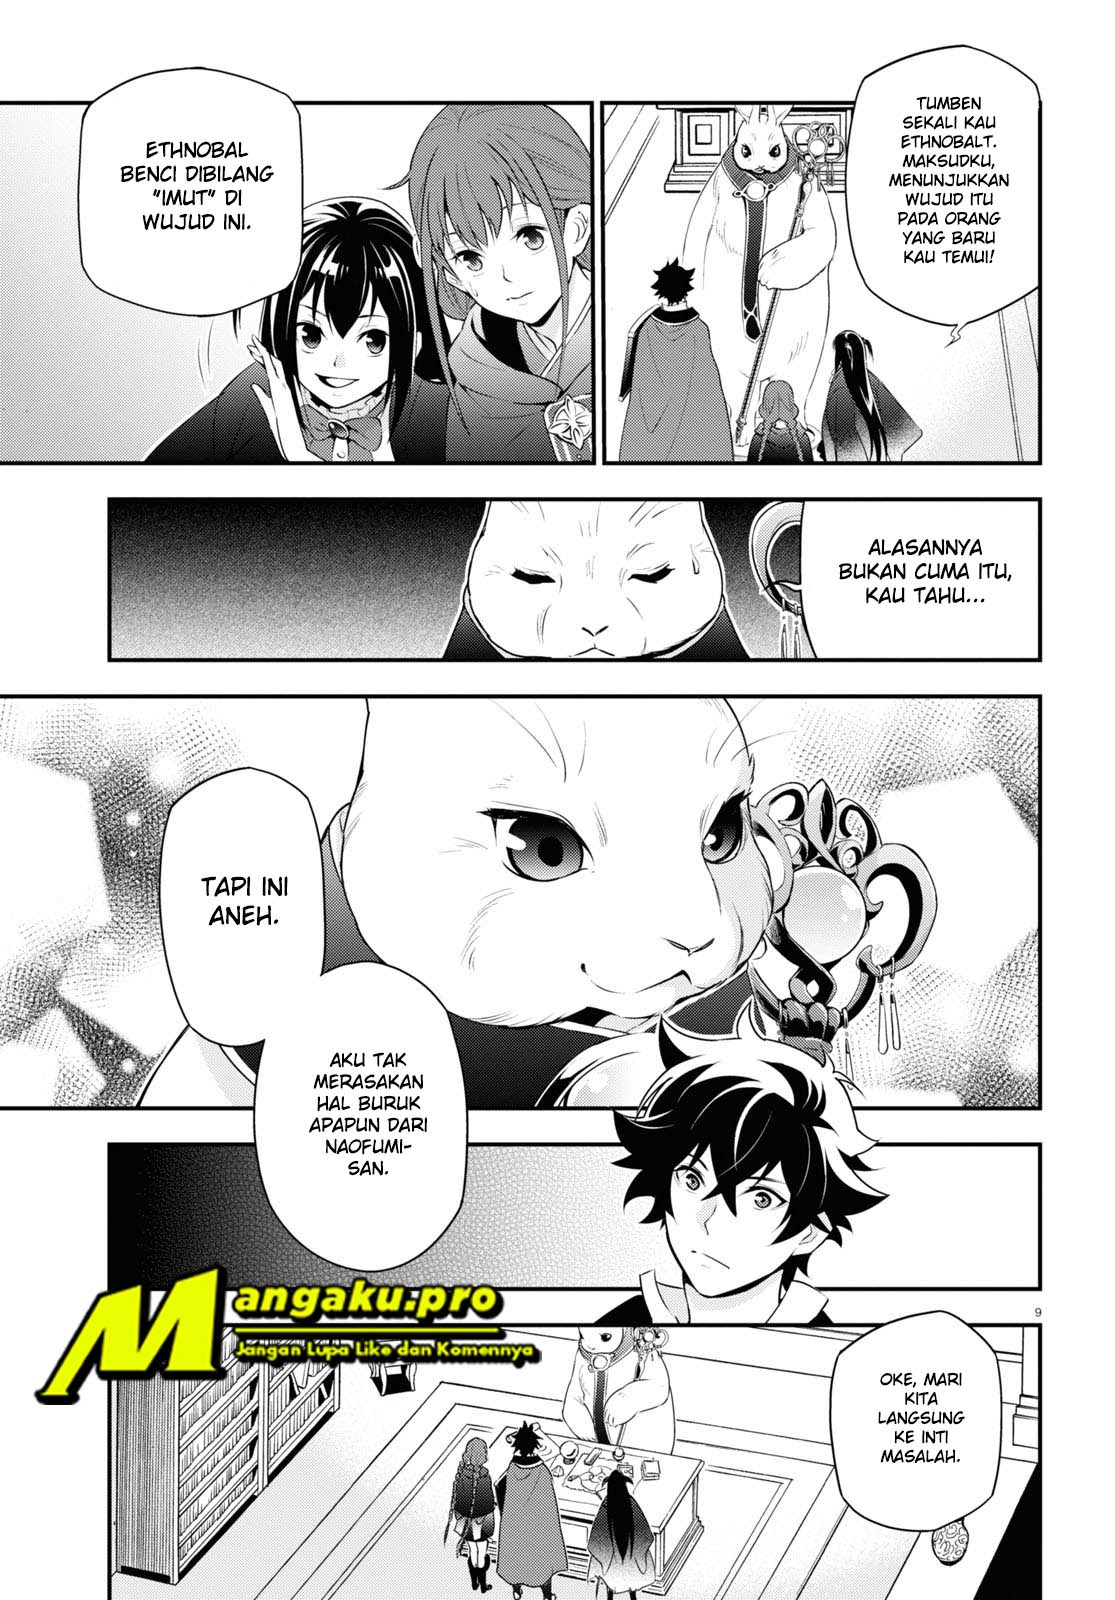 TUMBEN
SEKALI KAU
ETHNOBALT.
MAKSUDKU,
MENUNJUKKAN
WUJUD ITU
PADA ORANG
YANG BARU
KAU TEMUI!
ETHNOBAL
BENCI DIBILANG
"IMUT" DI
WUJUD INI.
ALASANNYA
BUKAN CUMA ITU,
KAU TAHU...
TAPI INI
ANEH.
AKU TAK
MERASAKAN
HAL BURUK
APAPUN DARI
NAOFUMI-
SAN.
9
Mangaku.pro
Jangan Lupa Like dan Komennya
OKE, MARI
KITA
LANGSUNG
KE INTI
MASALAH.